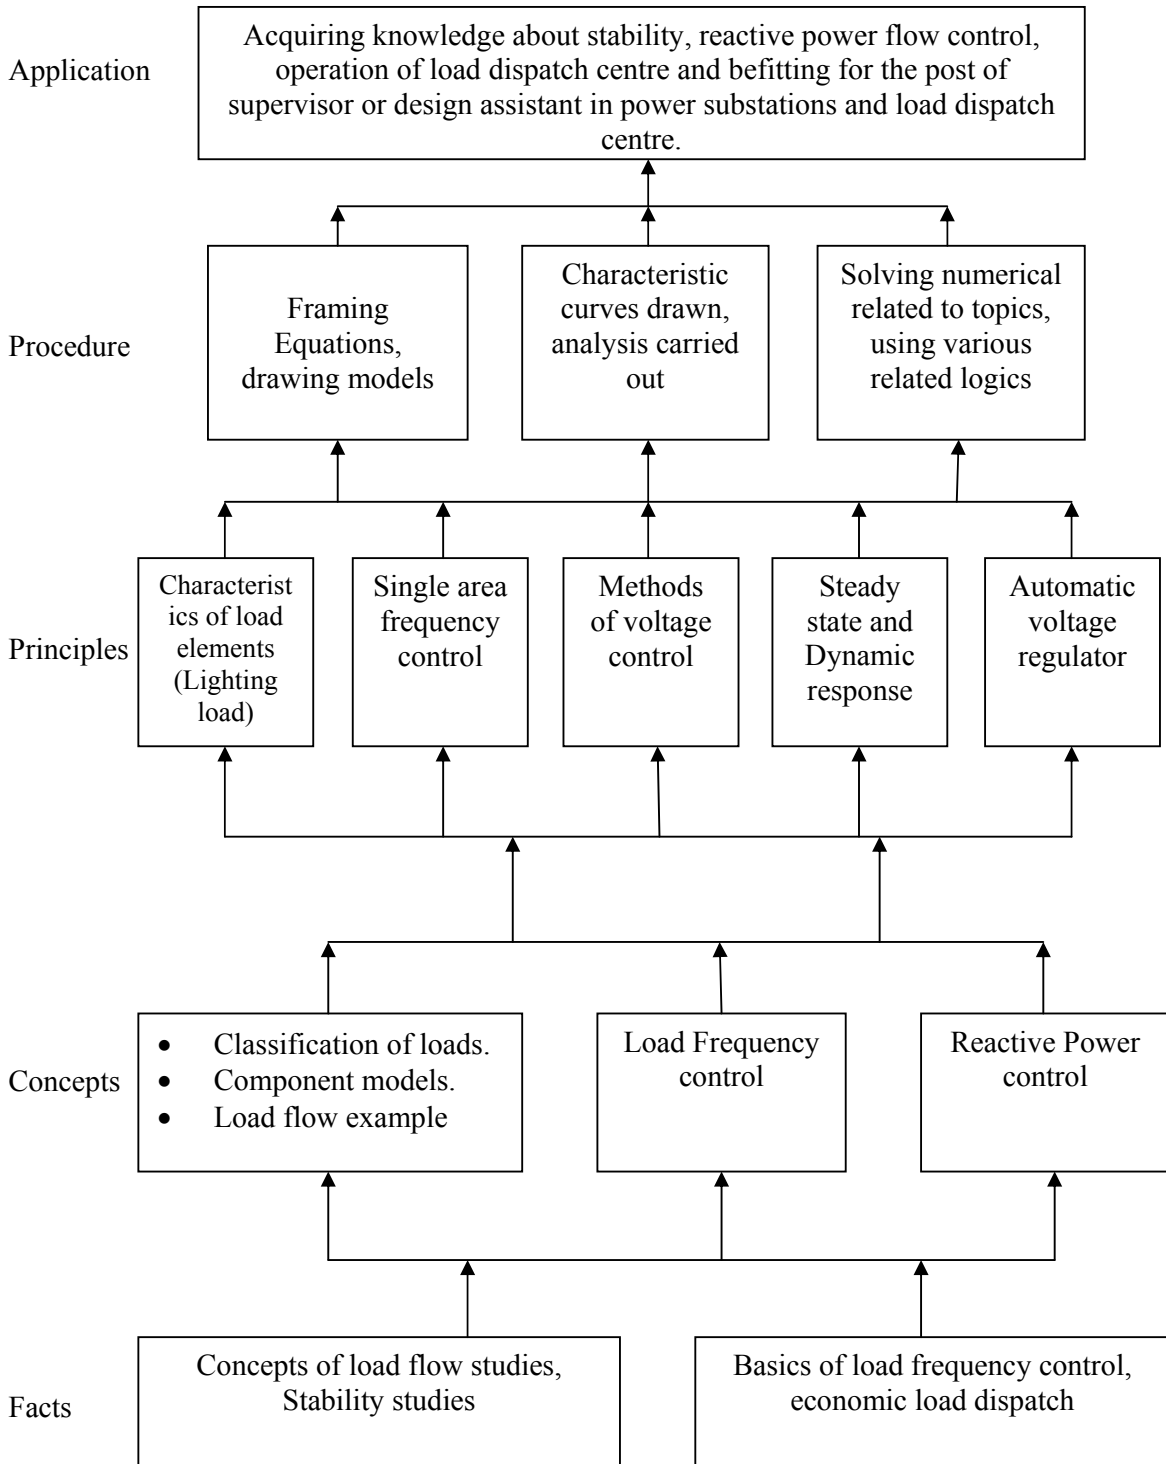 Application
Acquiring knowledge about stability, reactive power flow control,
operation of load dispatch centre and befitting for the post of
supervisor or design assistant in power substations and load dispatch
centre.
Procedure
Framing
Equations,
drawing models
Characteristic
curves drawn,
analysis carried
out
Solving numerical
related to topics,
using various
related logics
Principles
Characterist
ics of load
elements
(Lighting
load)
Single area
frequency
control
Methods
of voltage
control
Steady
state and
Dynamic
response
Automatic
voltage
regulator
Concepts
• Classification of loads.
• Component models.
• Load flow example
Load Frequency
control
Reactive Power
control
Facts
Concepts of load flow studies,
Stability studies
Basics of load frequency control,
economic load dispatch